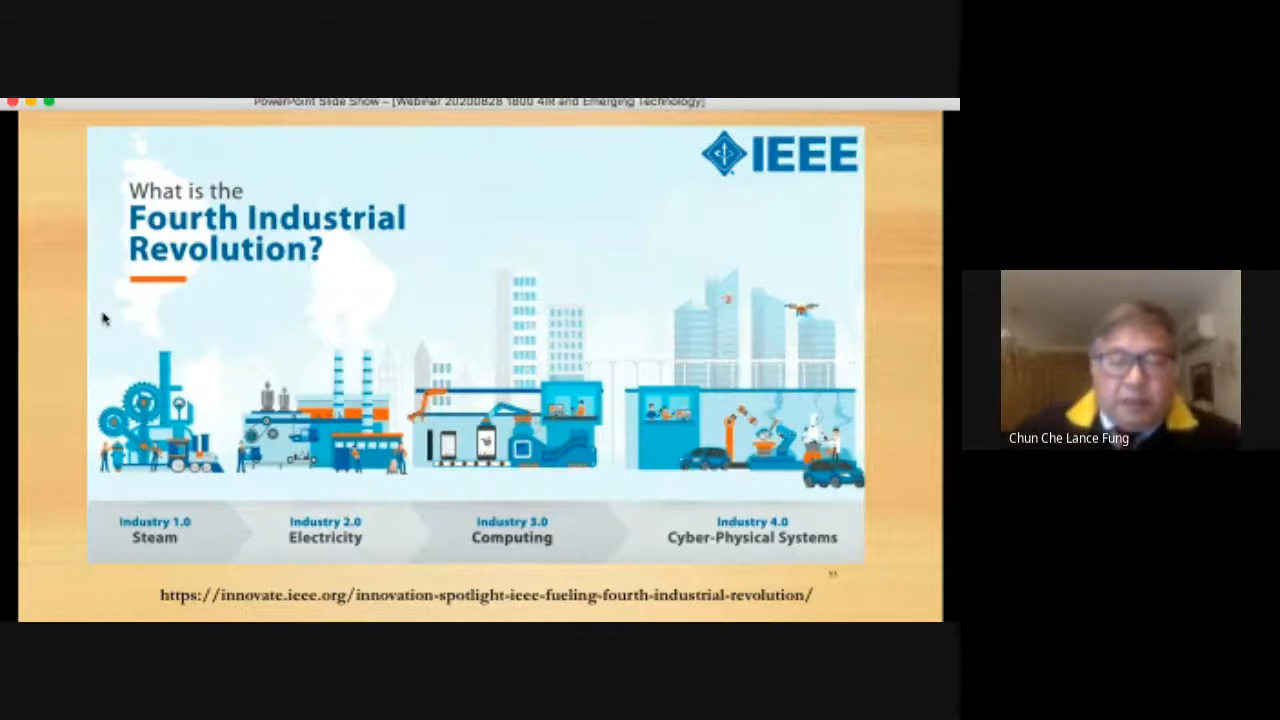 PowerPoint Slide Show – [Webinar 20200828 1800 4IR and Emerging Technology]
IEEE
What is the
Fourth Industrial
Revolution?
Industry 1.0
Steam
Industry 2.0
Electricity
Industry 3.0
Computing
Industry 4.0
Cyber-Physical Systems
https://innovate.ieee.org/innovation-spotlight-ieee-fueling-fourth-industrial-revolution/
Chun Che Lance Fung